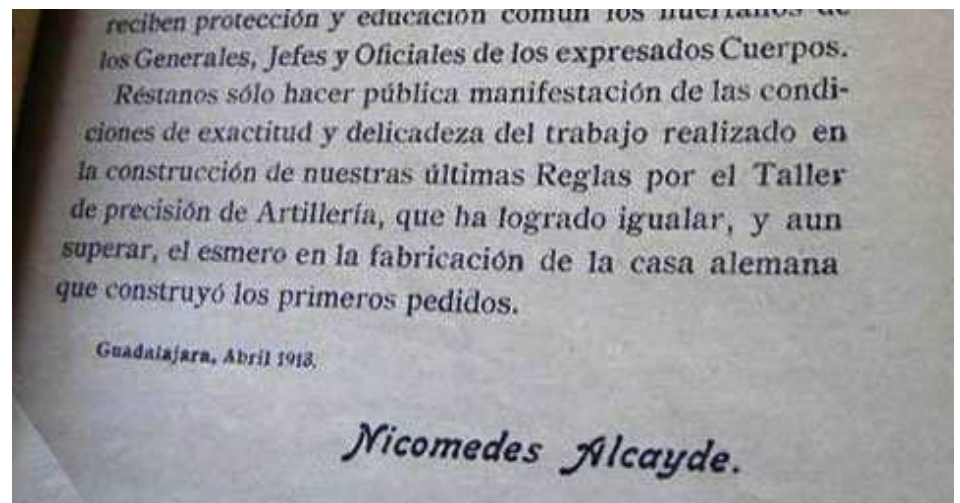 reciben protección y educación común los huérfanos de
los Generales, Jefes y Oficiales de los expresados Cuerpos.
Réstanos sólo hacer pública manifestación de las condi-
ciones de exactitud y delicadeza del trabajo realizado en
la construcción de nuestras últimas Reglas por el Taller
de precisión de Artillería, que ha logrado igualar, y aun
superar, el esmero en la fabricación de la casa alemana
que construyó los primeros pedidos.
Guadalajara, Abril 1913.
Nicomedes Alcayde.